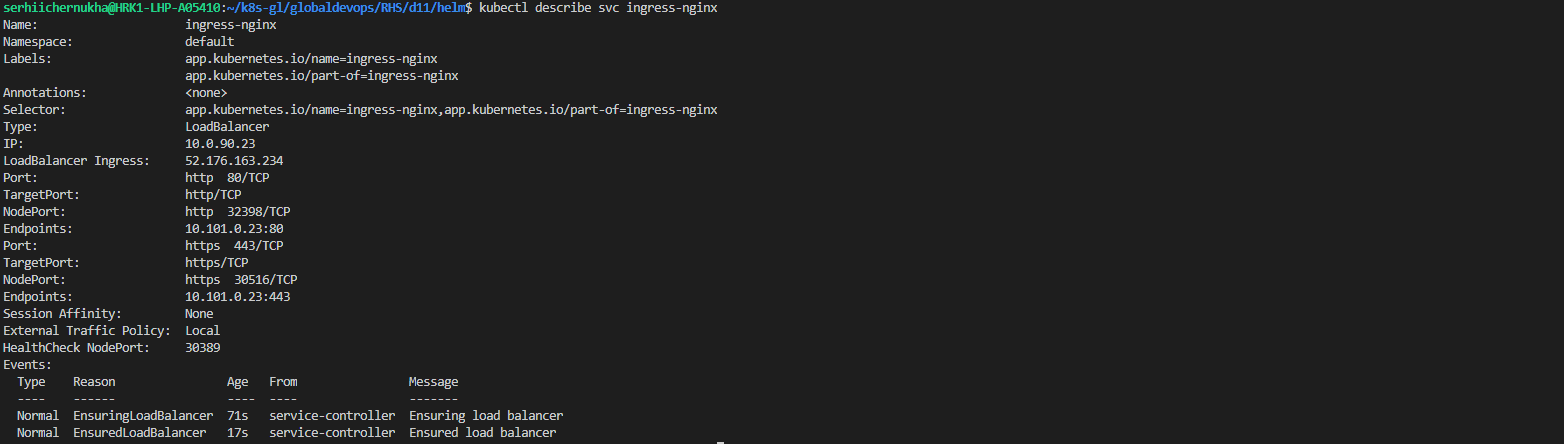 serhiichernukha@HRK1-LHP-A05410:~/k8s-gl/globaldevops/RHS/d11/helm$ kubectl describe svc ingress-nginx
Name:                     ingress-nginx
Namespace:                default
Labels:                   app.kubernetes.io/name=ingress-nginx
                          app.kubernetes.io/part-of=ingress-nginx
Annotations:              <none>
Selector:                 app.kubernetes.io/name=ingress-nginx,app.kubernetes.io/part-of=ingress-nginx
Type:                     LoadBalancer
IP:                       10.0.90.23
LoadBalancer Ingress:     52.176.163.234
Port:                     http  80/TCP
TargetPort:               http/TCP
NodePort:                 http  32398/TCP
Endpoints:                10.101.0.23:80
Port:                     https  443/TCP
TargetPort:               https/TCP
NodePort:                 https  30516/TCP
Endpoints:                10.101.0.23:443
Session Affinity:         None
External Traffic Policy:  Local
HealthCheck NodePort:     30389
Events:
  Type    Reason                Age   From                Message
  ----    ------                ----  ----                -------
  Normal  EnsuringLoadBalancer  71s   service-controller  Ensuring load balancer
  Normal  EnsuredLoadBalancer   17s   service-controller  Ensured load balancer